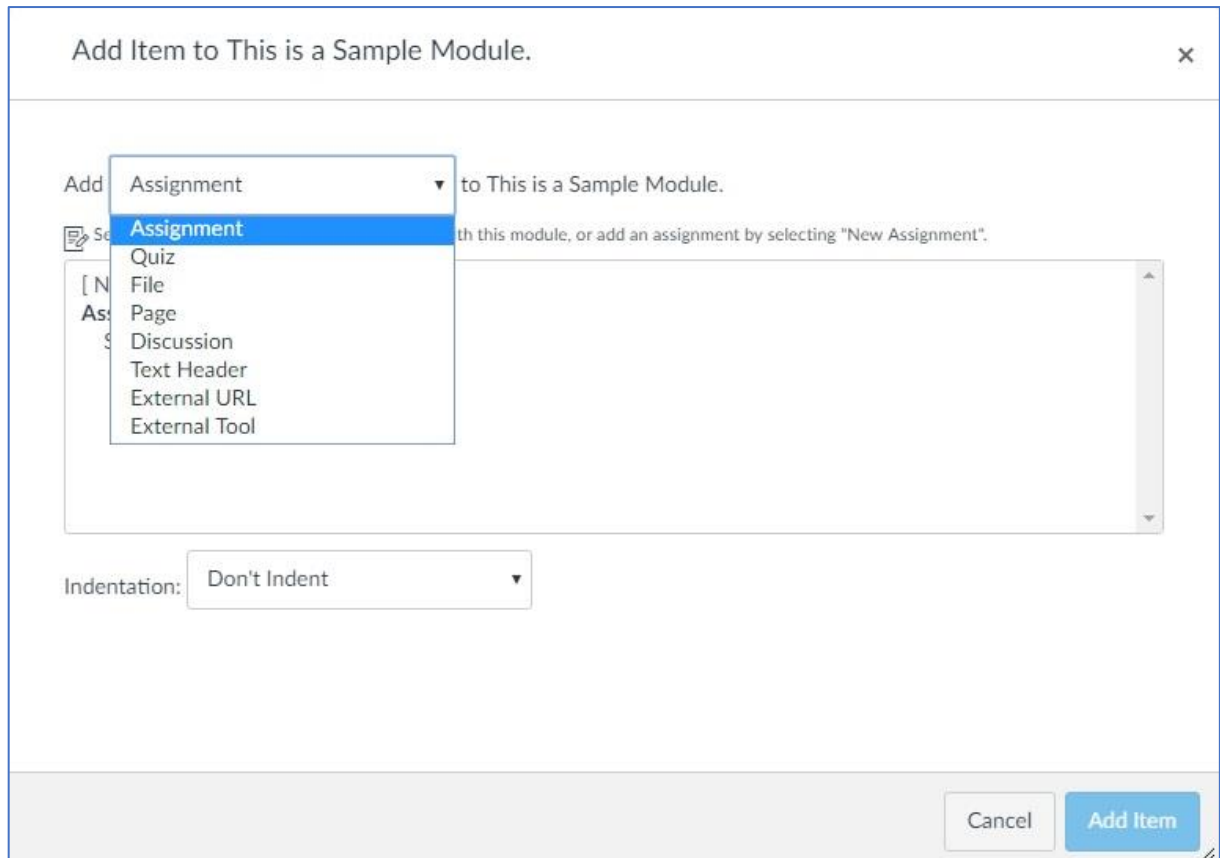 Add Item to This is a Sample Module.
×
Add Assignment ▼ to This is a Sample Module.
Assignment
th this module, or add an assignment by selecting "New Assignment".
Quiz
[ N
File
Page
Discussion
Text Header
External URL
External Tool
Indentation: Don't Indent ▼
Cancel Add Item